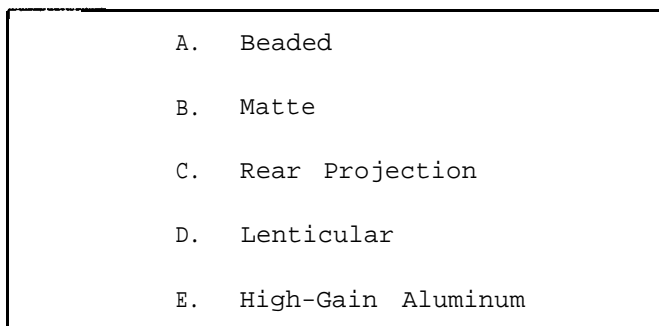 A. Beaded
B. Matte
C. Rear Projection
D. Lenticular
E. High-Gain Aluminum